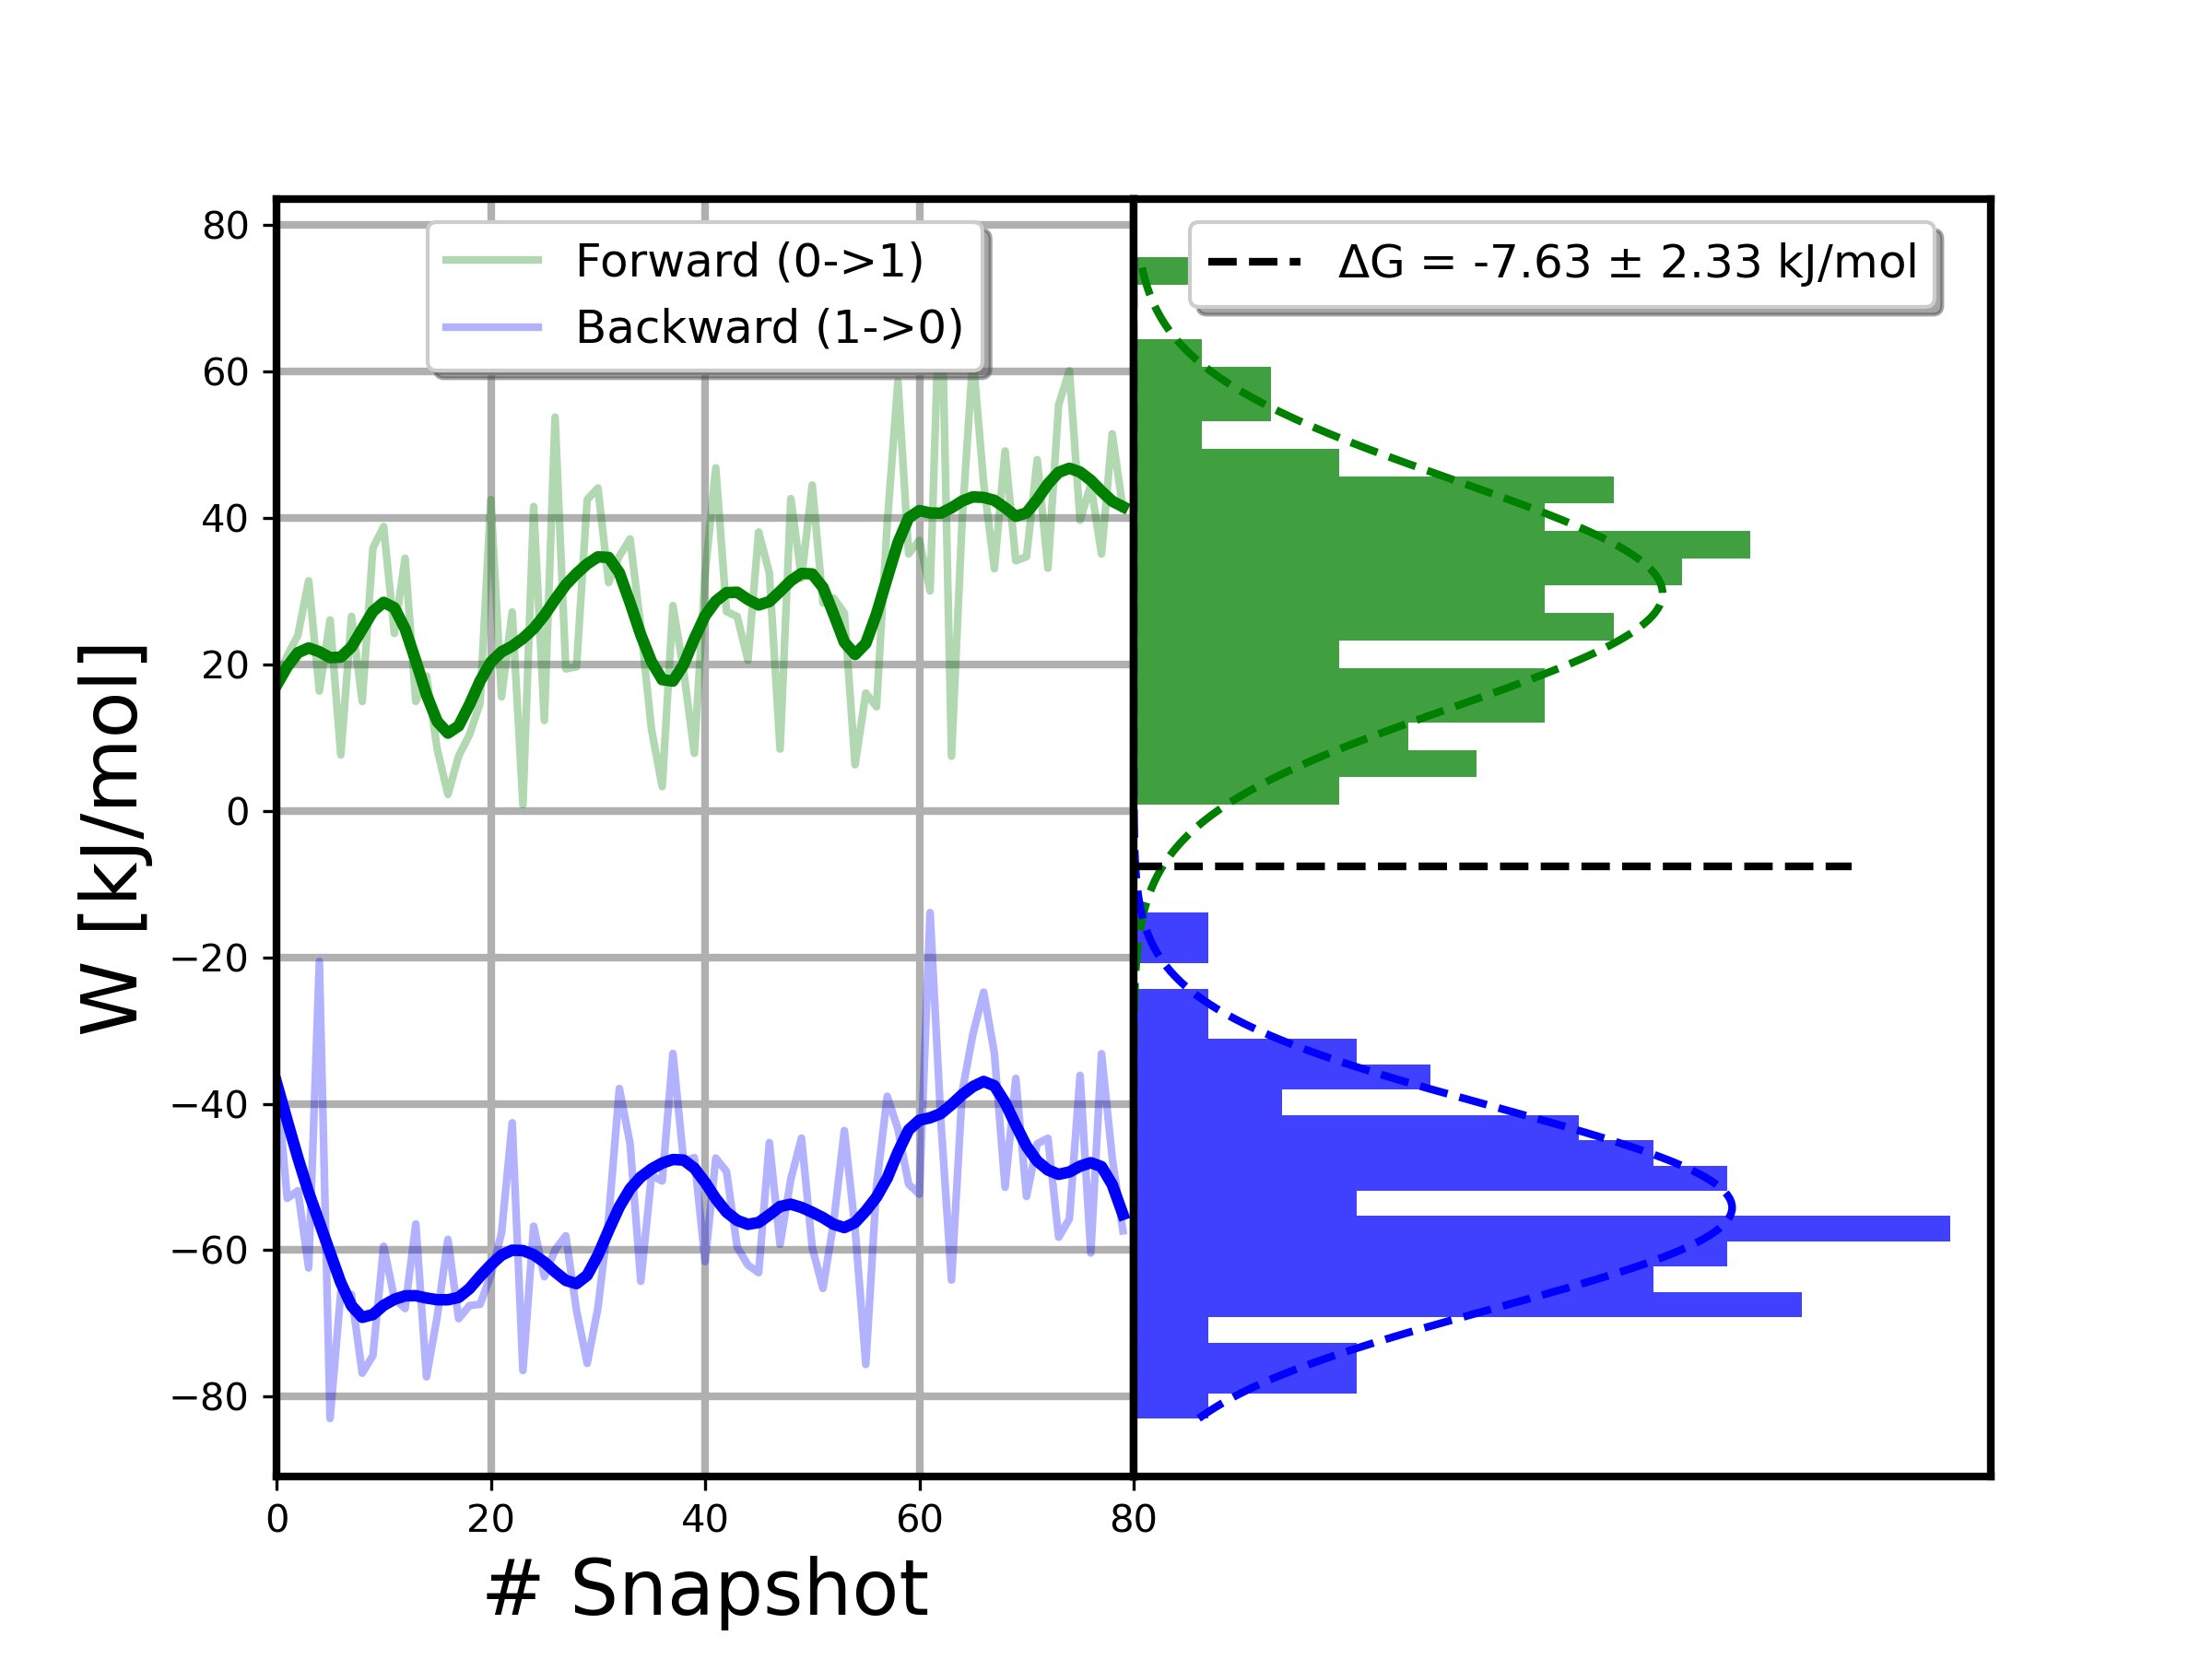 Forward (0->1)
Backward (1->0)
ΔG = -7.63 ± 2.33 kJ/mol
80
60
40
20
0
−20
−40
−60
−80
W [kJ/mol]
0 20 40 60 80
# Snapshot